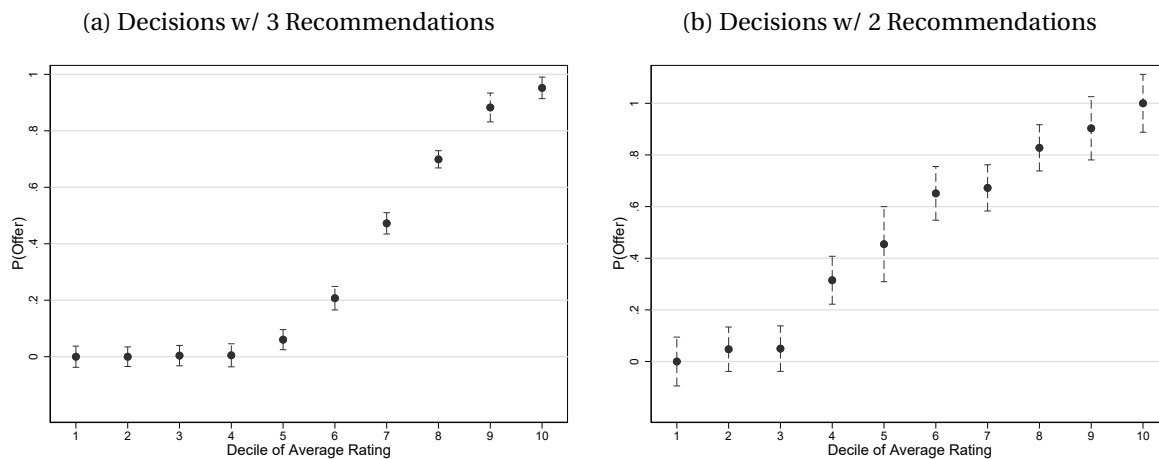 (a) Decisions w/ 3 Recommendations
P(Offer)
1
.8
.6
.4
.2
0
1 2 3 4 5 6 7 8 9 10
Decile of Average Rating
(b) Decisions w/ 2 Recommendations
P(Offer)
1
.8
.6
.4
.2
0
1 2 3 4 5 6 7 8 9 10
Decile of Average Rating